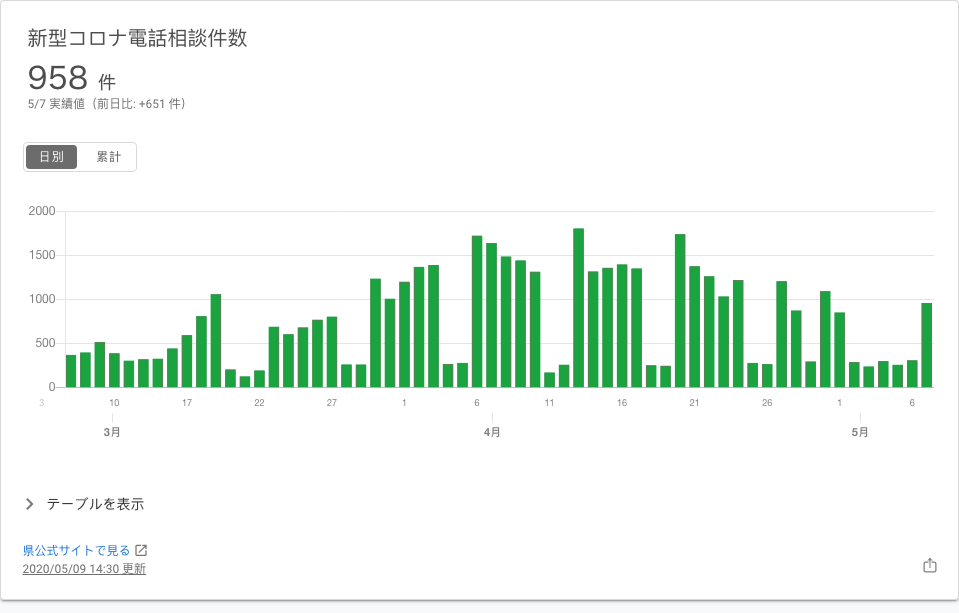 新型コロナ電話相談件数
958 件
5/7 実績値（前日比: +651 件）
日別 累計
2000
1500
1000
500
0
3 10 17 22 27 1 6 11 16 21 26 1 6
3月 4月 5月
テーブルを表示
県公式サイトで見る
2020/05/09 14:30 更新